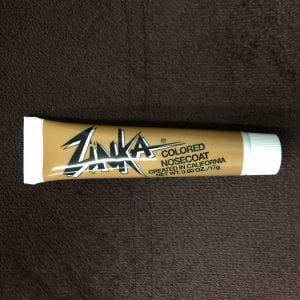 ZINKA®
COLORED
NOSECOAT
CREATED IN CALIFORNIA
NET WT. 0.60 OZ./17g